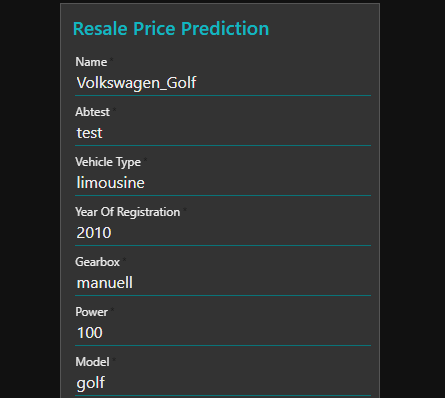 Resale Price Prediction
Name *
Volkswagen_Golf
Abtest *
test
Vehicle Type *
limousine
Year Of Registration *
2010
Gearbox *
manuell
Power *
100
Model *
golf